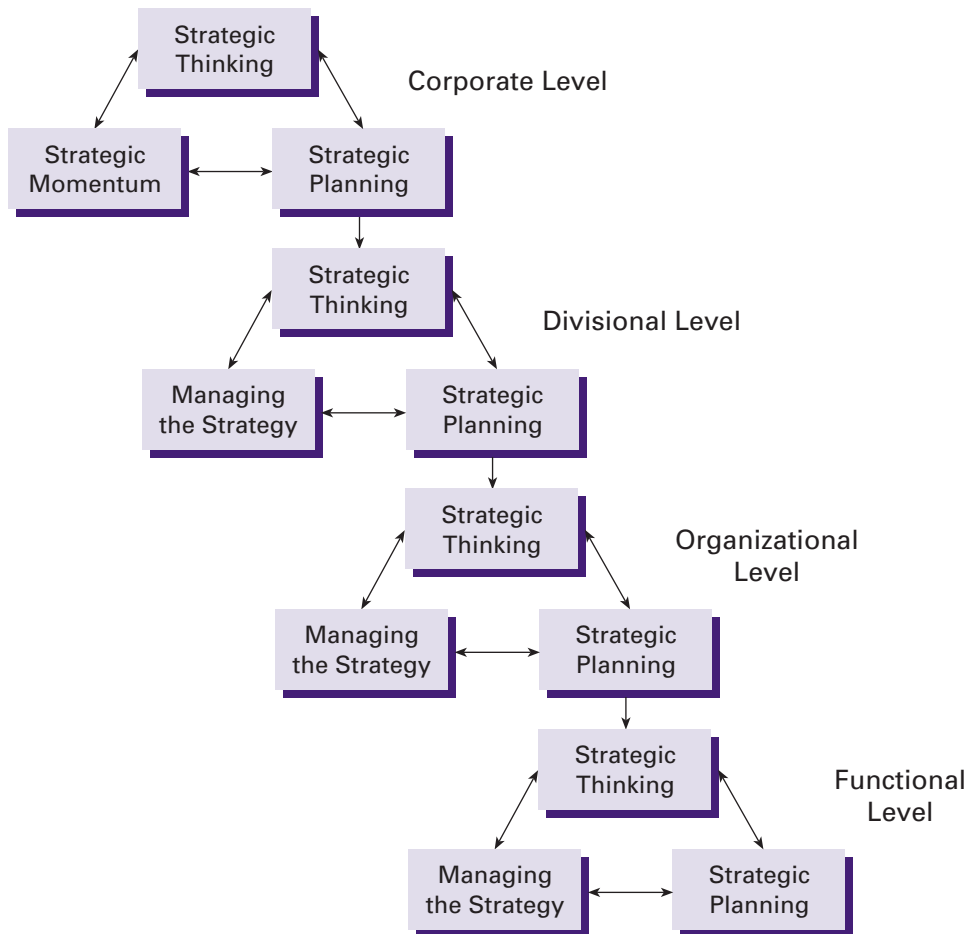 Strategic
Thinking
Corporate Level
Strategic
Momentum
Strategic
Planning
Strategic
Thinking
Divisional Level
Managing
the Strategy
Strategic
Planning
Strategic
Thinking
Organizational
Level
Managing
the Strategy
Strategic
Planning
Strategic
Thinking
Functional
Level
Managing
the Strategy
Strategic
Planning